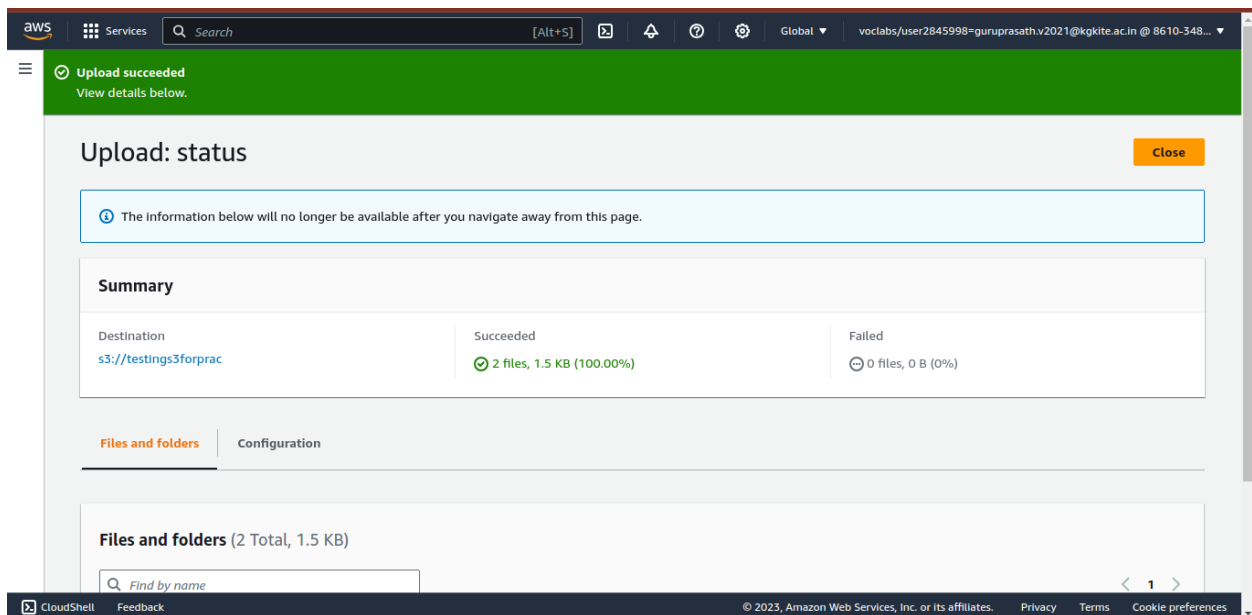 aws Services Search [Alt+S] Global ▼ voclabs/user2845998=guruprasath.v2021@kgkite.ac.in @ 8610-348... ▼
Upload succeeded
View details below.
Upload: status
Close
The information below will no longer be available after you navigate away from this page.
Summary
Destination
s3://testings3forprac
Succeeded
2 files, 1.5 KB (100.00%)
Failed
0 files, 0 B (0%)
Files and folders Configuration
Files and folders (2 Total, 1.5 KB)
Find by name
1
CloudShell Feedback © 2023, Amazon Web Services, Inc. or its affiliates. Privacy Terms Cookie preferences